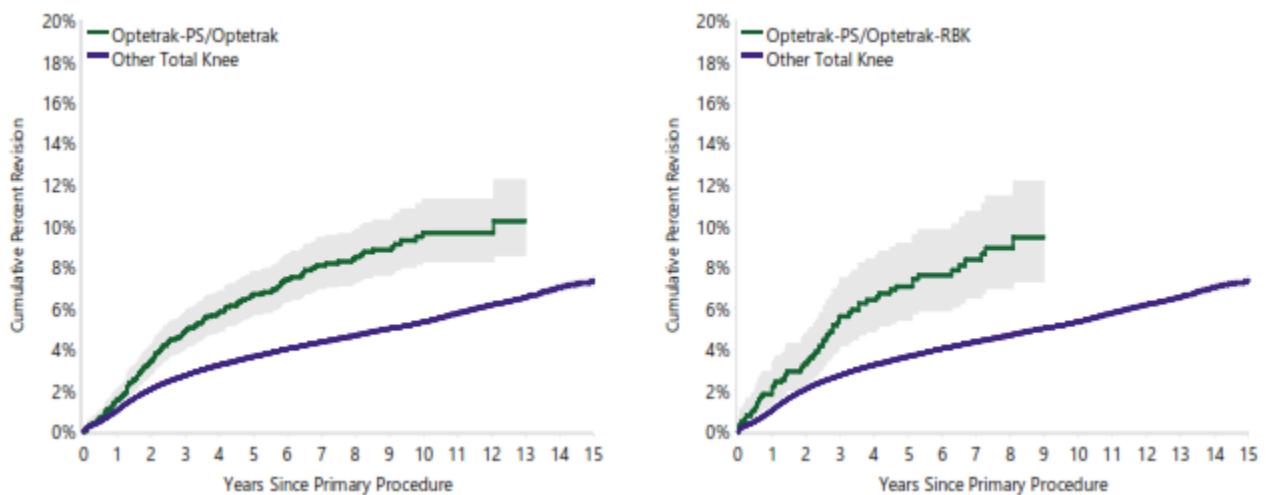 20%
18%
16%
14%
12%
10%
8%
6%
4%
2%
0%
Cumulative Percent Revision
Optetrak-PS/Optetrak
Other Total Knee
0 1 2 3 4 5 6 7 8 9 10 11 12 13 14 15
Years Since Primary Procedure
20%
18%
16%
14%
12%
10%
8%
6%
4%
2%
0%
Cumulative Percent Revision
Optetrak-PS/Optetrak-RBK
Other Total Knee
0 1 2 3 4 5 6 7 8 9 10 11 12 13 14 15
Years Since Primary Procedure